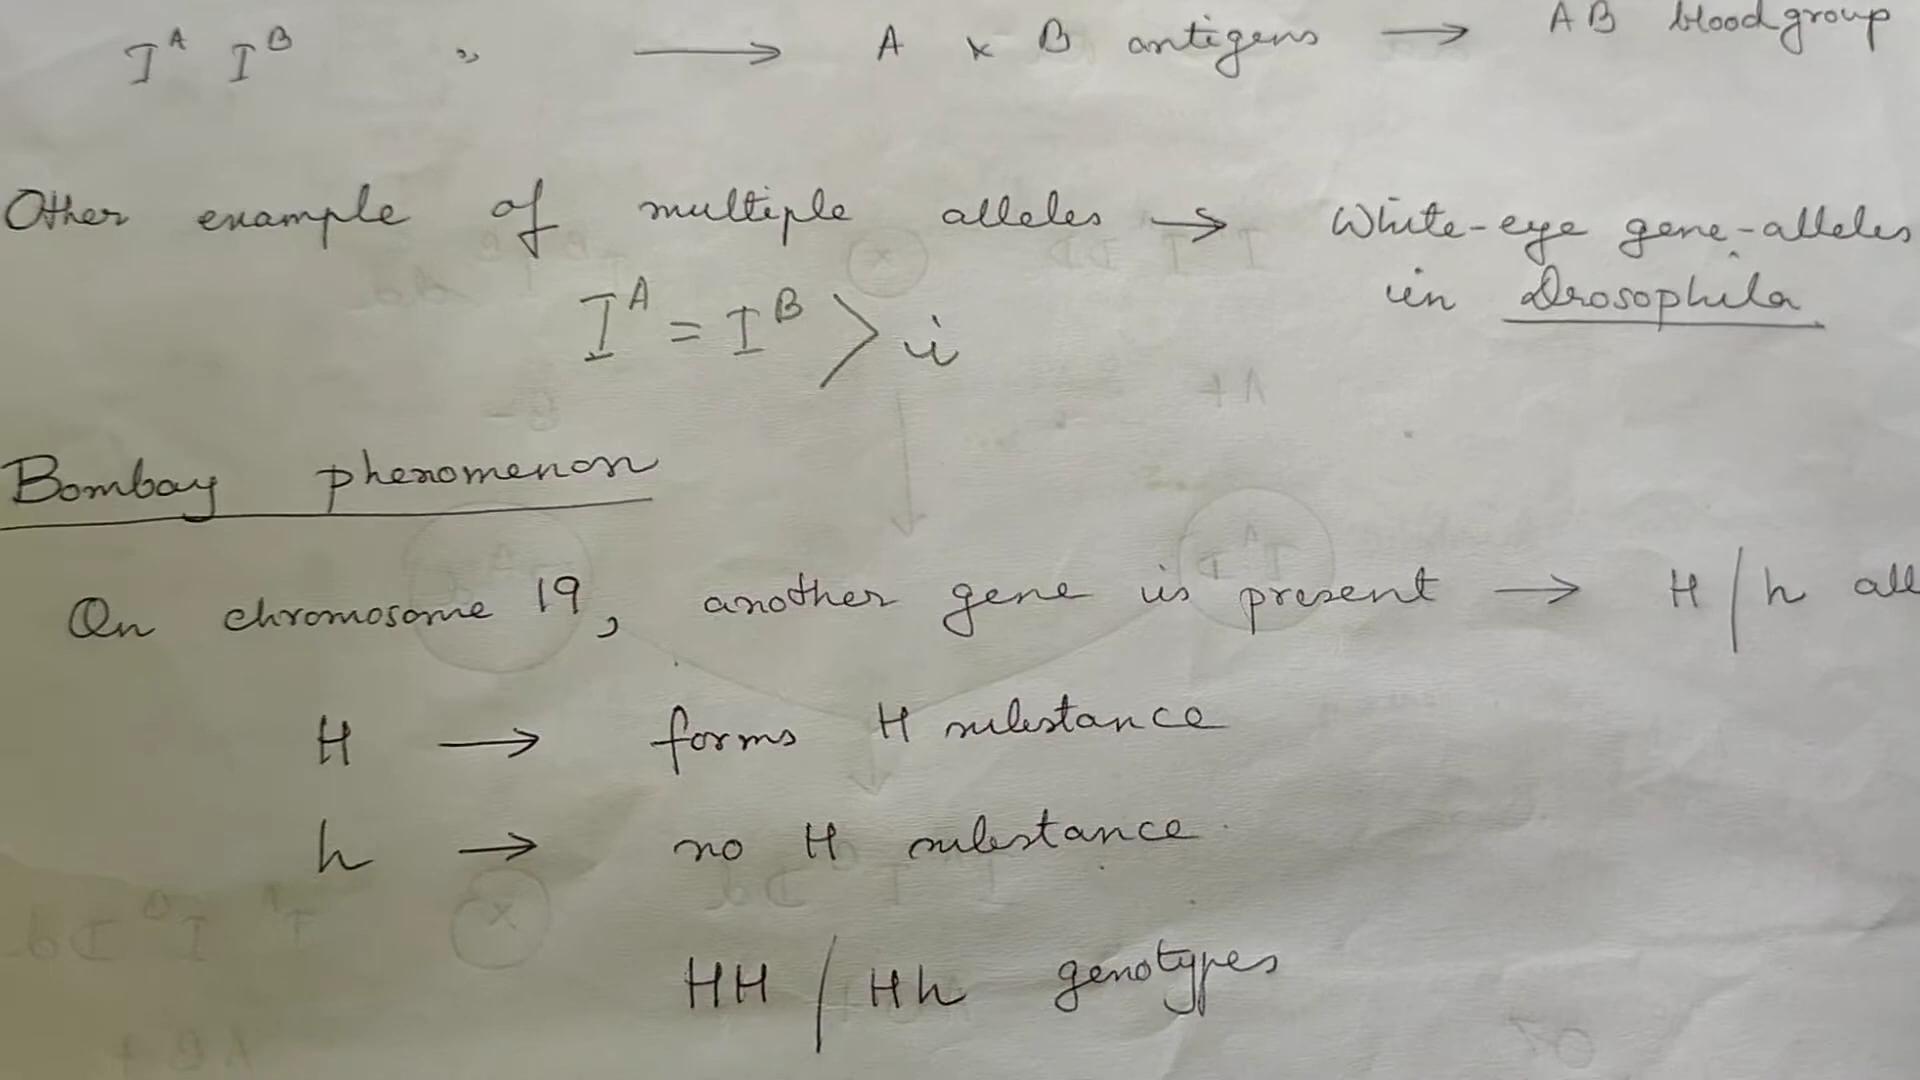 I^A I^B " → A & B antigens → AB blood group
Other example of multiple alleles → White-eye gene-alleles
in Drosophila
I^A = I^B > i
Bombay phenomenon
On chromosome 19, another gene is present → H / h all
H → forms H substance
h → no H substance
HH / Hh genotypes